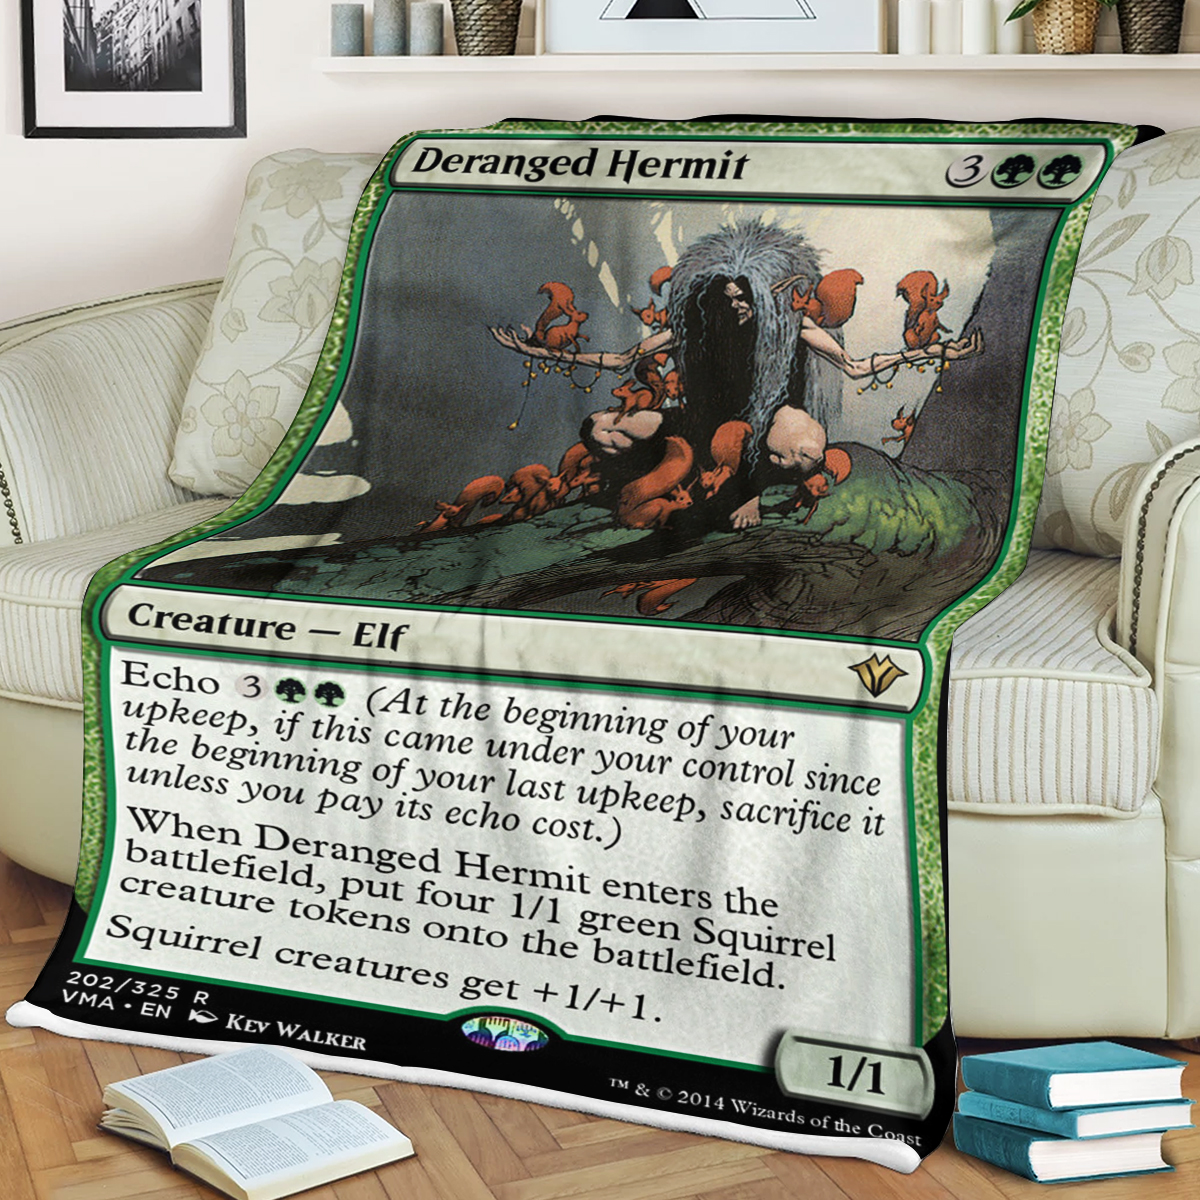 Deranged Hermit 3
Creature — Elf
Echo 3 (At the beginning of your
upkeep, if this came under your control since
the beginning of your last upkeep, sacrifice it
unless you pay its echo cost.)
When Deranged Hermit enters the
battlefield, put four 1/1 green Squirrel
creature tokens onto the battlefield.
Squirrel creatures get +1/+1.
1/1
202/325 R
VMA • EN Kev Walker
™ & © 2014 Wizards of the Coast